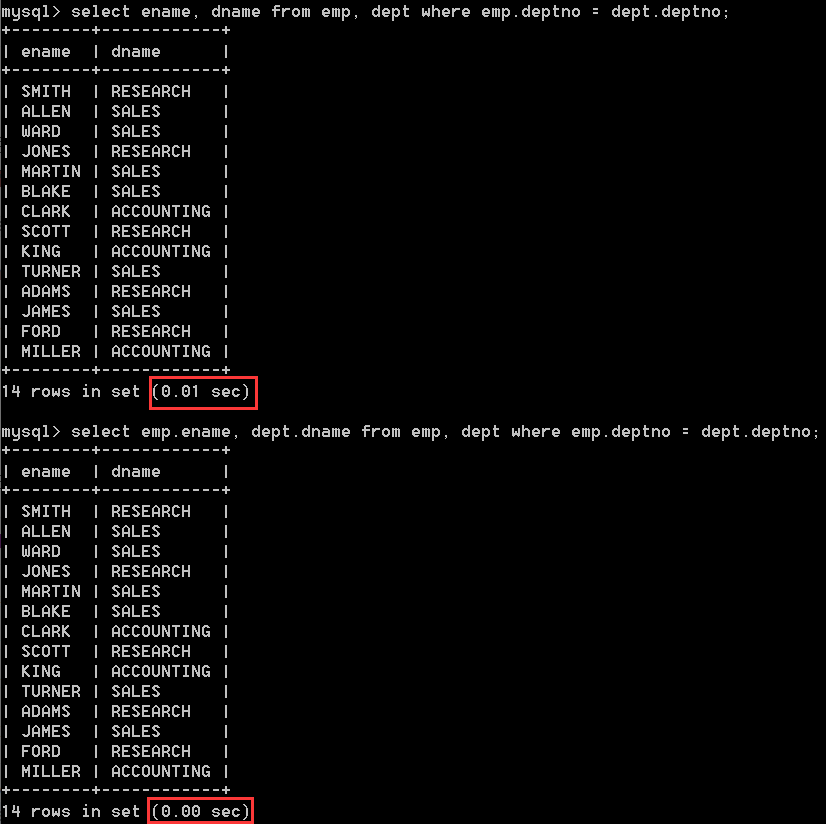 mysql> select ename, dname from emp, dept where emp.deptno = dept.deptno;
+--------+------------+
| ename  | dname      |
+--------+------------+
| SMITH  | RESEARCH   |
| ALLEN  | SALES      |
| WARD   | SALES      |
| JONES  | RESEARCH   |
| MARTIN | SALES      |
| BLAKE  | SALES      |
| CLARK  | ACCOUNTING |
| SCOTT  | RESEARCH   |
| KING   | ACCOUNTING |
| TURNER | SALES      |
| ADAMS  | RESEARCH   |
| JAMES  | SALES      |
| FORD   | RESEARCH   |
| MILLER | ACCOUNTING |
+--------+------------+
14 rows in set (0.01 sec)
mysql> select emp.ename, dept.dname from emp, dept where emp.deptno = dept.deptno;
+--------+------------+
| ename  | dname      |
+--------+------------+
| SMITH  | RESEARCH   |
| ALLEN  | SALES      |
| WARD   | SALES      |
| JONES  | RESEARCH   |
| MARTIN | SALES      |
| BLAKE  | SALES      |
| CLARK  | ACCOUNTING |
| SCOTT  | RESEARCH   |
| KING   | ACCOUNTING |
| TURNER | SALES      |
| ADAMS  | RESEARCH   |
| JAMES  | SALES      |
| FORD   | RESEARCH   |
| MILLER | ACCOUNTING |
+--------+------------+
14 rows in set (0.00 sec)